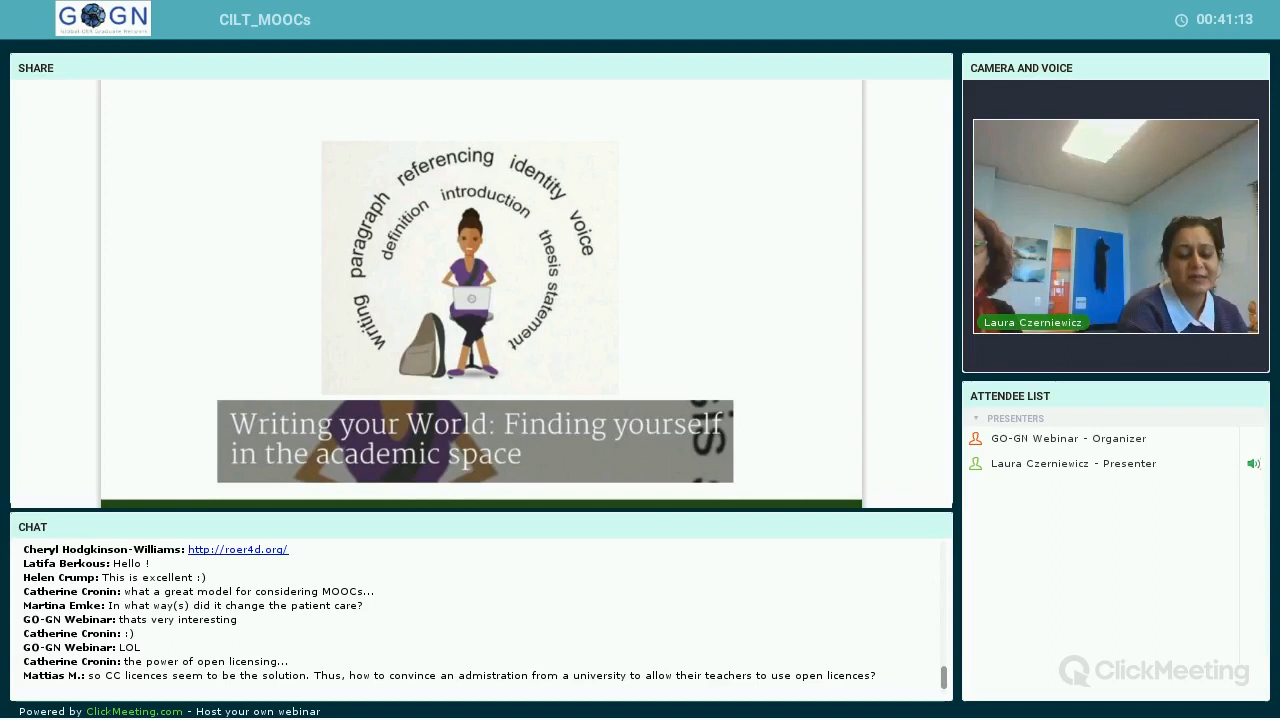 GO-GN
Global OER Graduate Network
CILT_MOOCs
00:41:13
SHARE
writing paragraph referencing identity voice
definition introduction thesis statement
Writing your World: Finding yourself
in the academic space
CAMERA AND VOICE
Laura Czerniewicz
ATTENDEE LIST
PRESENTERS
GO-GN Webinar - Organizer
Laura Czerniewicz - Presenter
ClickMeeting
CHAT
Cheryl Hodgkinson-Williams: http://roer4d.org/
Latifa Berkous: Hello !
Helen Crump: This is excellent :)
Catherine Cronin: what a great model for considering MOOCs...
Martina Emke: In what way(s) did it change the patient care?
GO-GN Webinar: thats very interesting
Catherine Cronin: :)
GO-GN Webinar: LOL
Catherine Cronin: the power of open licensing...
Mattias M.: so CC licences seem to be the solution. Thus, how to convince an admistration from a university to allow their teachers to use open licences?
Powered by ClickMeeting.com - Host your own webinar